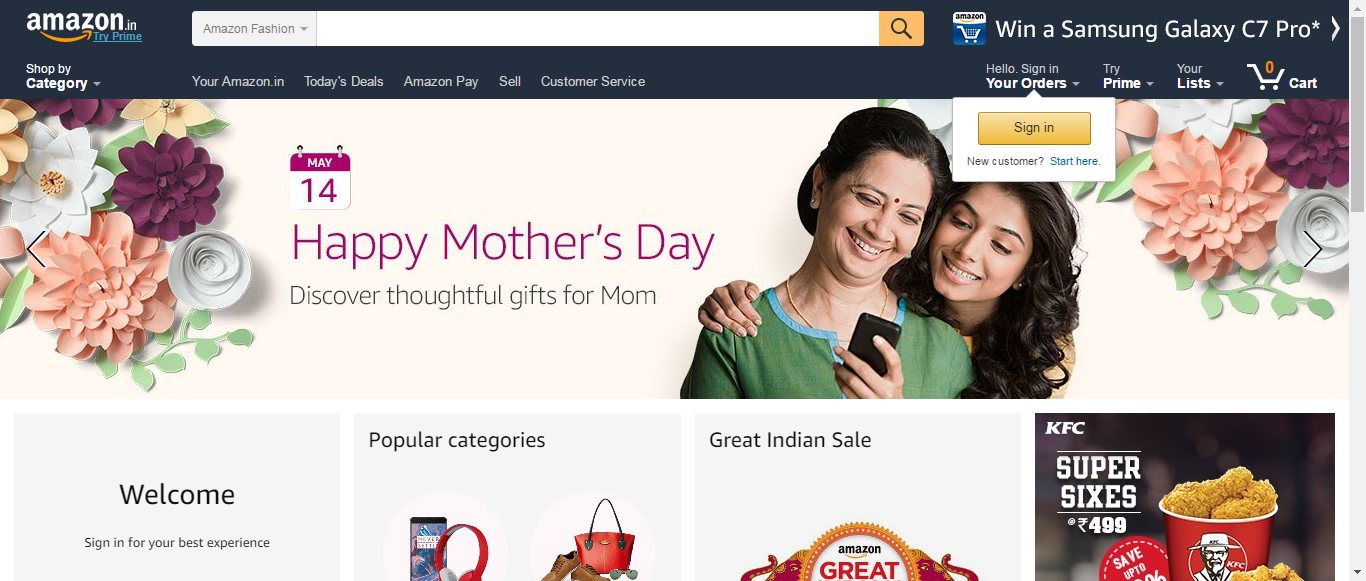 amazon.in
Try Prime
Amazon Fashion
amazon
Win a Samsung Galaxy C7 Pro*
Shop by
Category
Your Amazon.in
Today's Deals
Amazon Pay
Sell
Customer Service
Hello. Sign in
Your Orders
Try
Prime
Your
Lists
0
Cart
Sign in
New customer? Start here.
MAY
14
Happy Mother's Day
Discover thoughtful gifts for Mom
Welcome
Sign in for your best experience
Popular categories
NEVER
SETTLE
Great Indian Sale
amazon
GREAT
KFC
SUPER
SIXES
@ ₹499
SAVE
UPTO
KFC
KFC